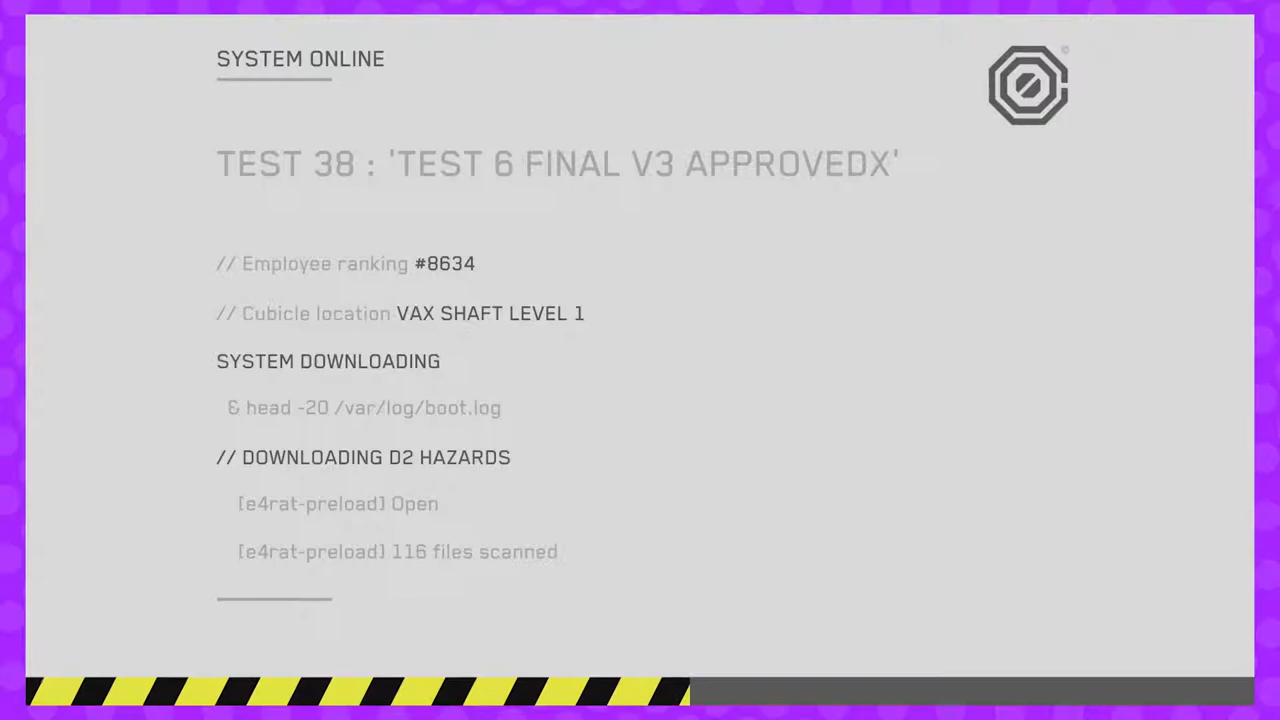 SYSTEM ONLINE
TEST 38 : 'TEST 6 FINAL V3 APPROVEDX'
// Employee ranking #8634
// Cubicle location VAX SHAFT LEVEL 1
SYSTEM DOWNLOADING
& head -20 /var/log/boot.log
// DOWNLOADING D2 HAZARDS
[e4rat-preload] Open
[e4rat-preload] 116 files scanned